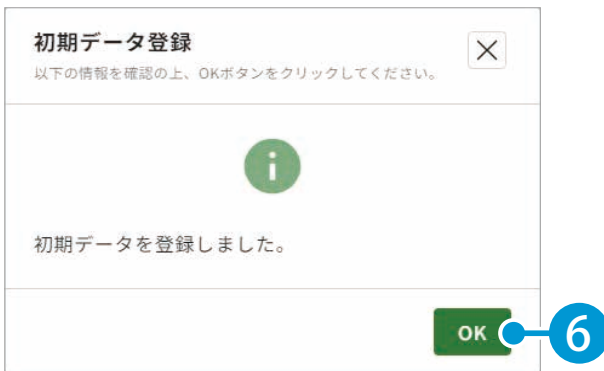 初期データ登録
以下の情報を確認の上、OKボタンをクリックしてください。
i
初期データを登録しました。
OK
6